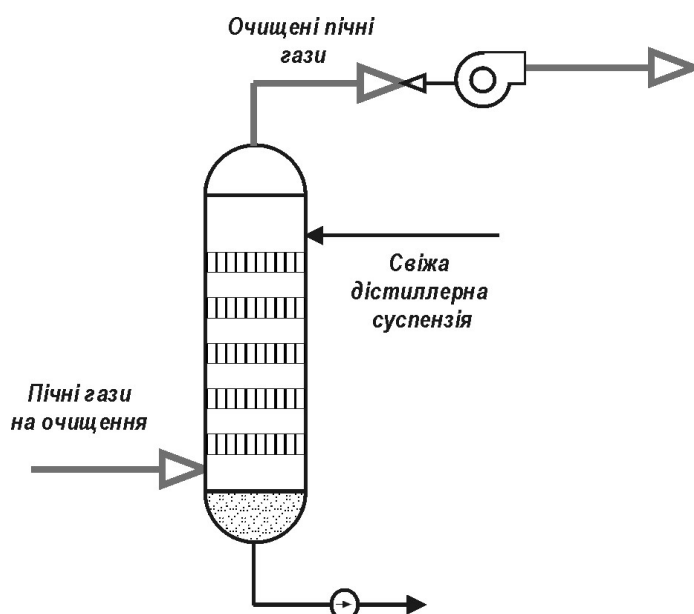 Очищені пічні
гази
Свіжа
дістиллерна
суспензія
Пічні гази
на очищення